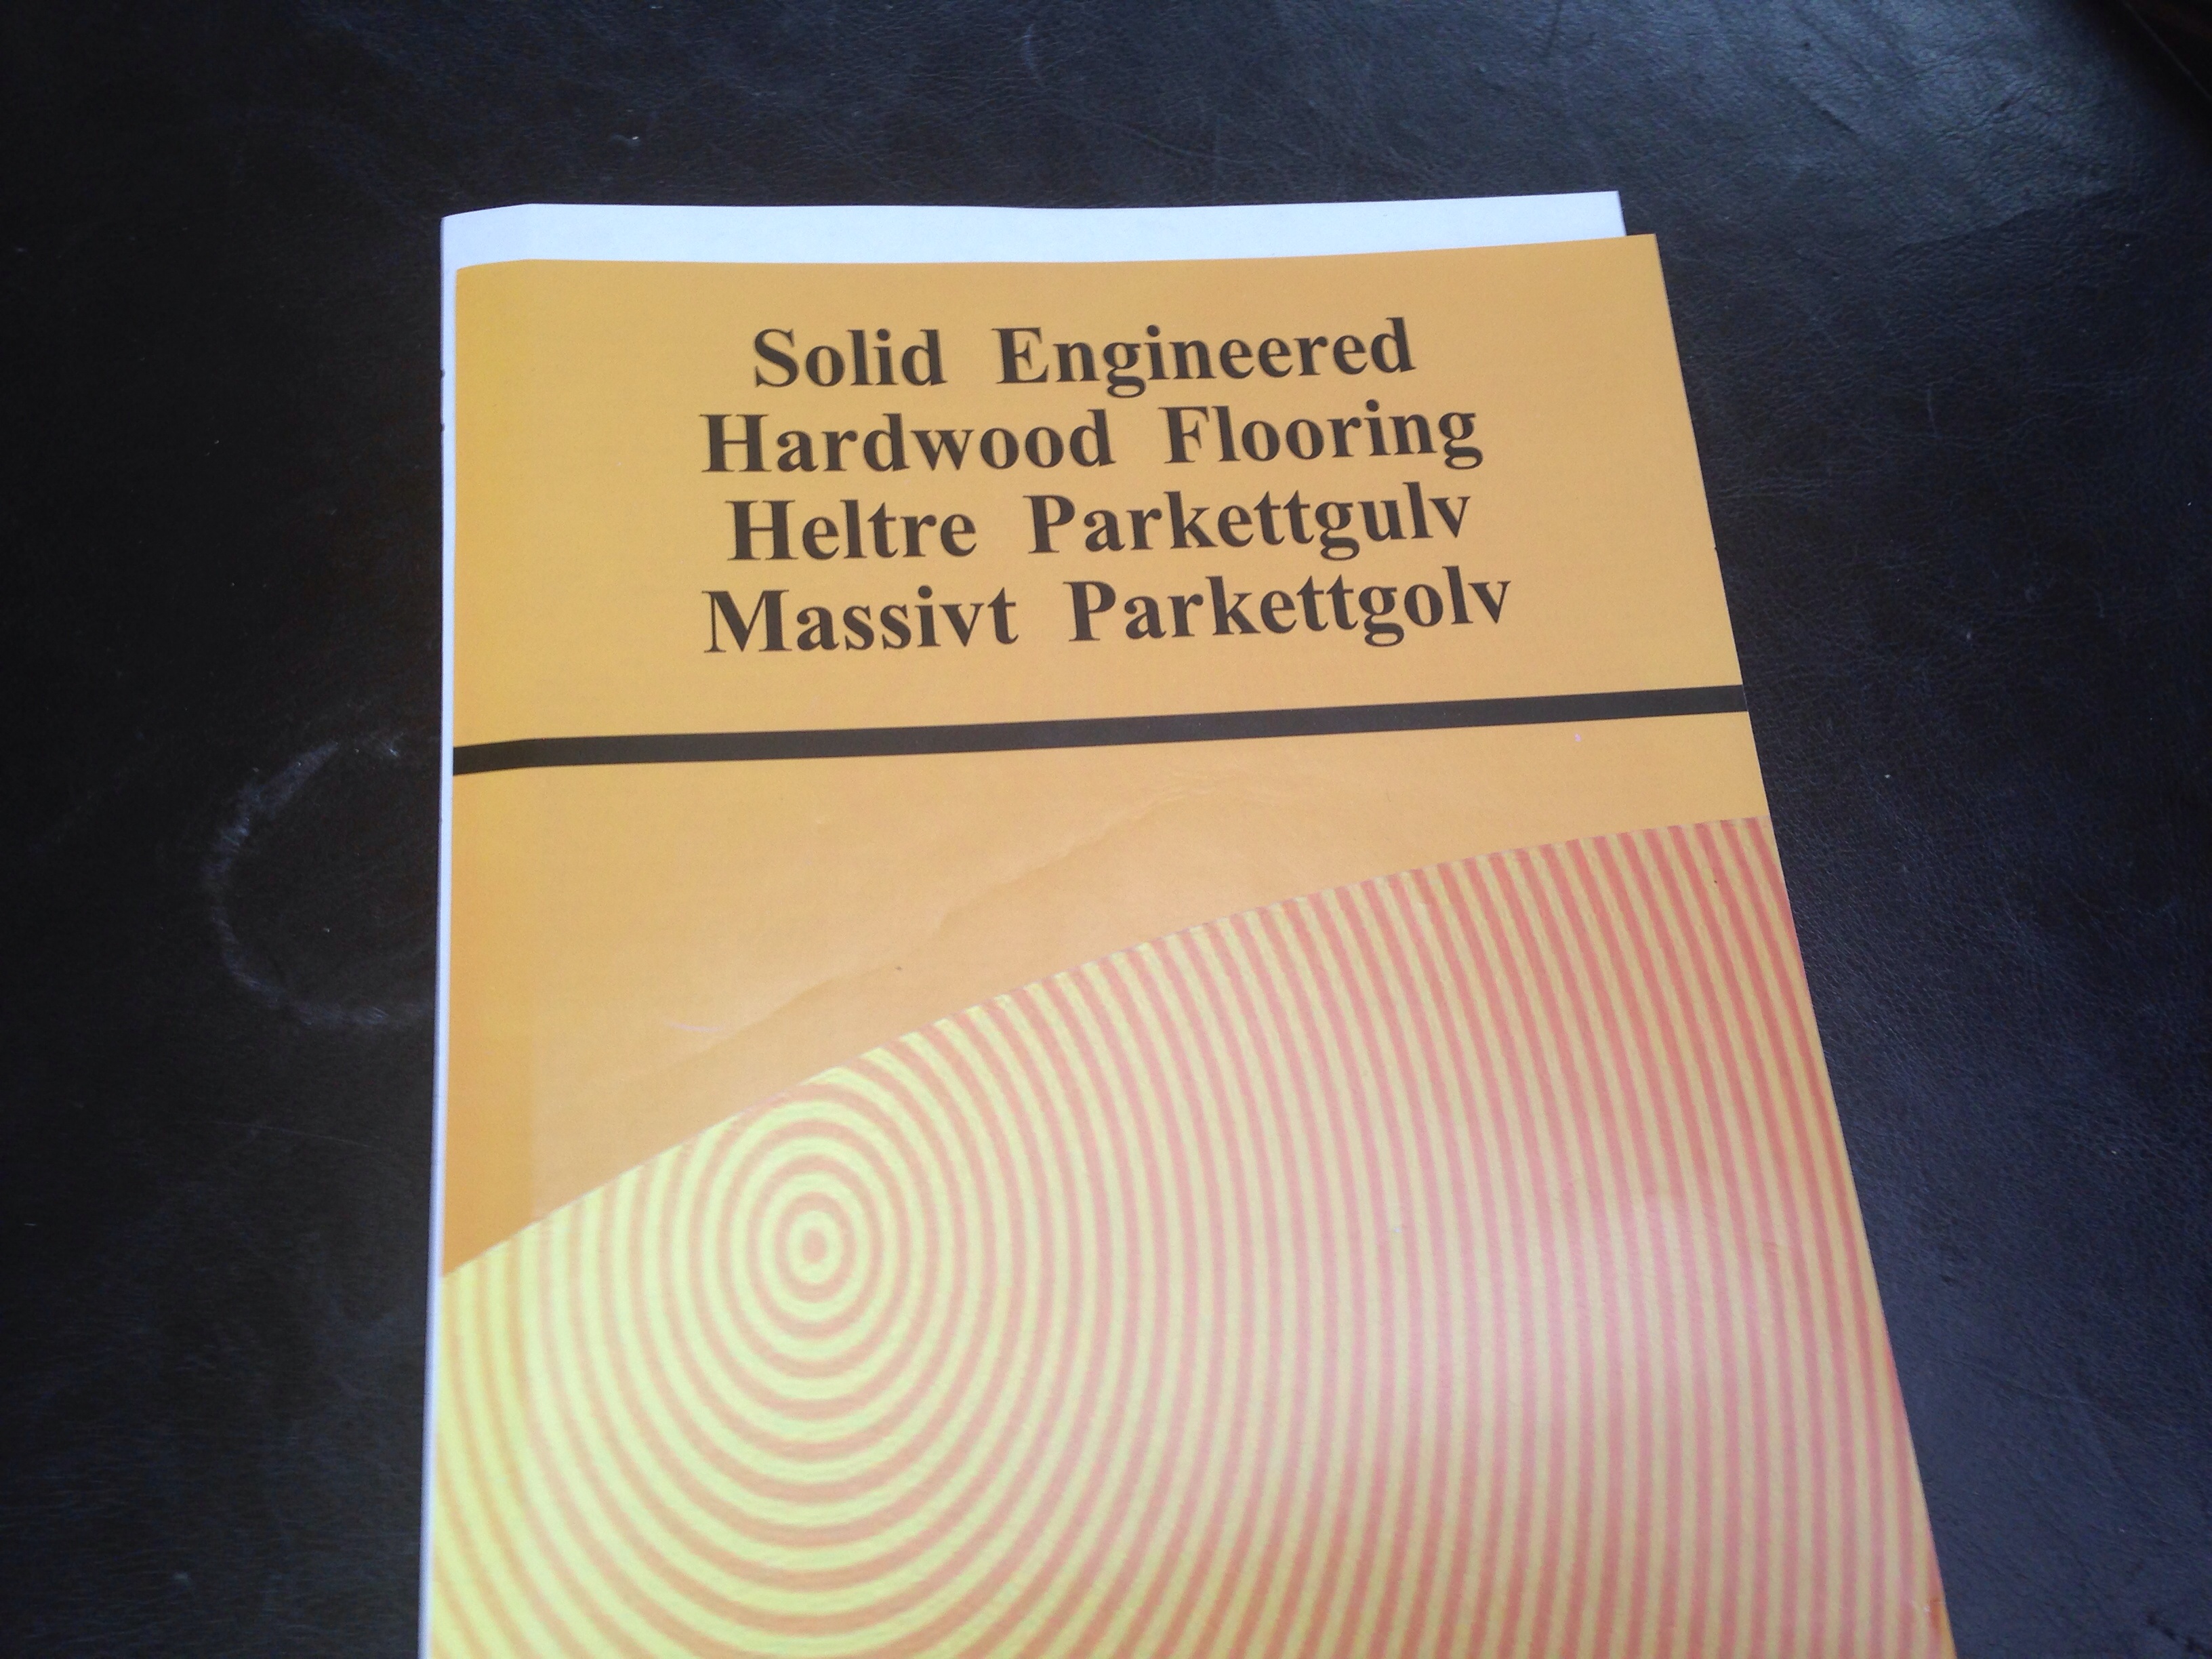 Solid Engineered
Hardwood Flooring
Heltre Parkettgulv
Massivt Parkettgolv